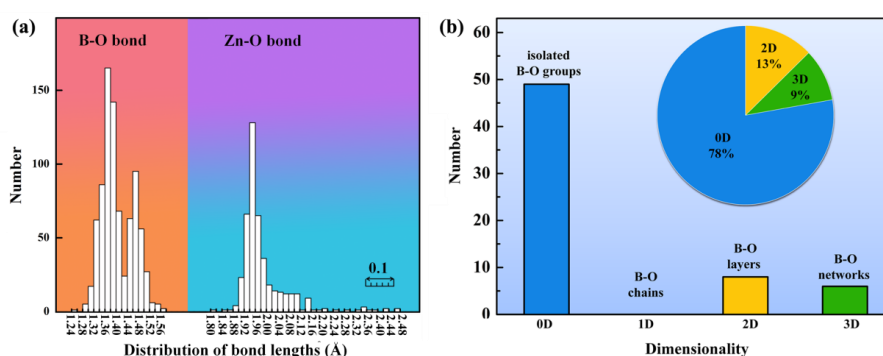 (a)
B-O bond
Zn-O bond
Number
150
100
50
0
0.1
1.24
1.28
1.32
1.36
1.40
1.44
1.48
1.52
1.56
1.80
1.84
1.88
1.92
1.96
2.00
2.04
2.08
2.12
2.16
2.20
2.24
2.28
2.32
2.36
2.40
2.44
2.48
Distribution of bond lengths (Å)
(b)
Number
60
50
40
30
20
10
0
isolated
B-O groups
2D
13%
3D
9%
0D
78%
B-O
chains
B-O
layers
B-O
networks
0D
1D
2D
3D
Dimensionality